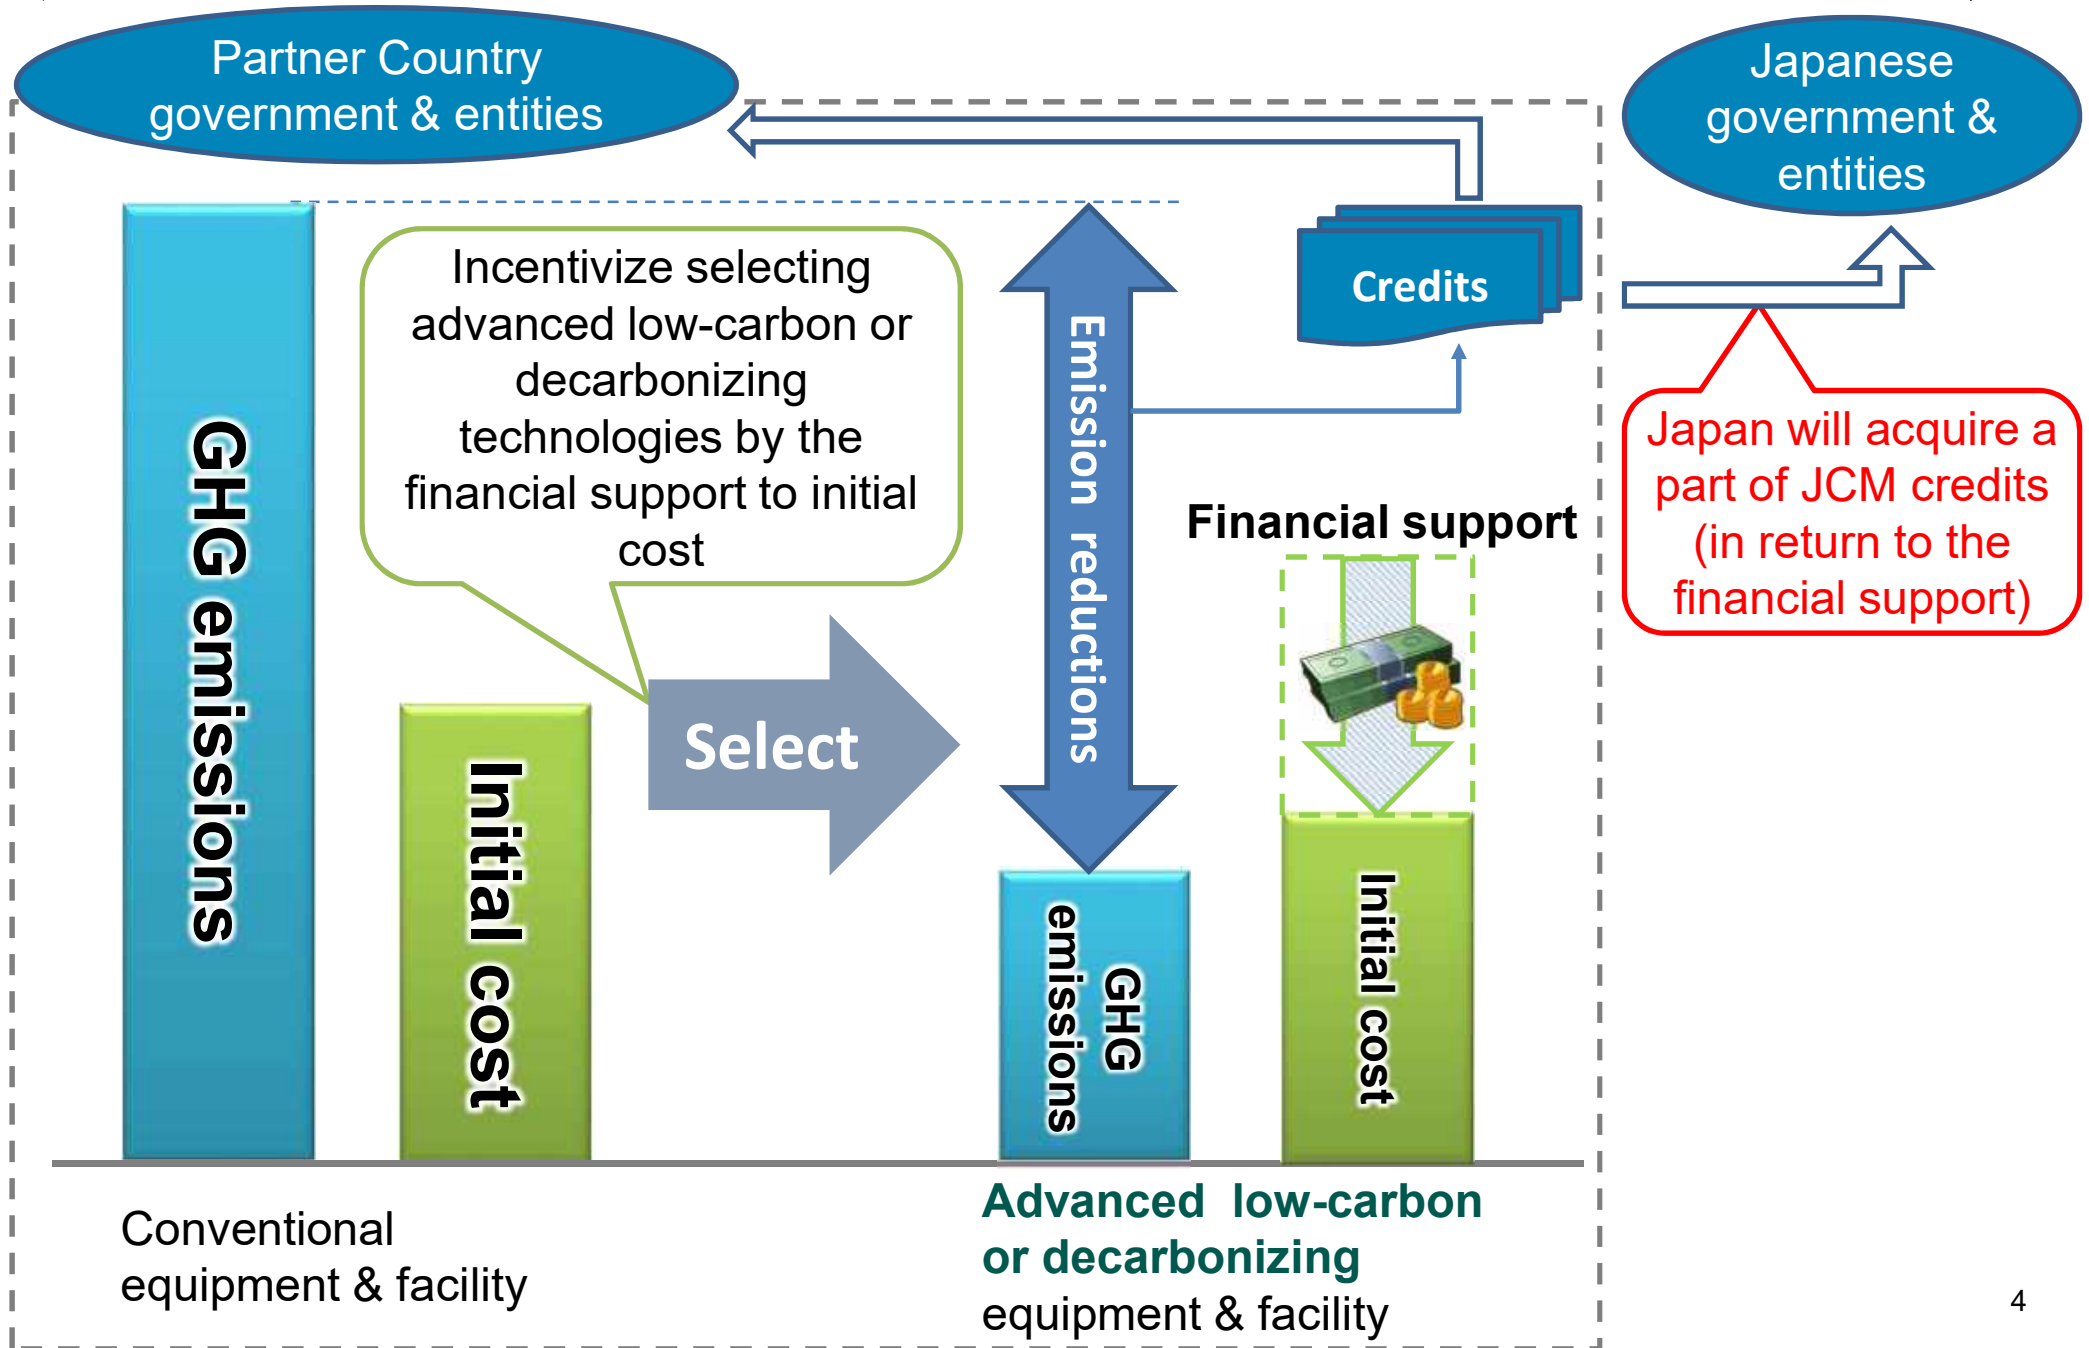 Partner Country
government & entities
Japanese
government &
entities
Incentivize selecting
advanced low-carbon or
decarbonizing
technologies by the
financial support to initial
cost
Credits
Emission reductions
Financial support
Japan will acquire a
part of JCM credits
(in return to the
financial support)
GHG emissions
Initial cost
Select
GHG
emissions
Initial cost
Conventional
equipment & facility
Advanced low-carbon
or decarbonizing
equipment & facility
4